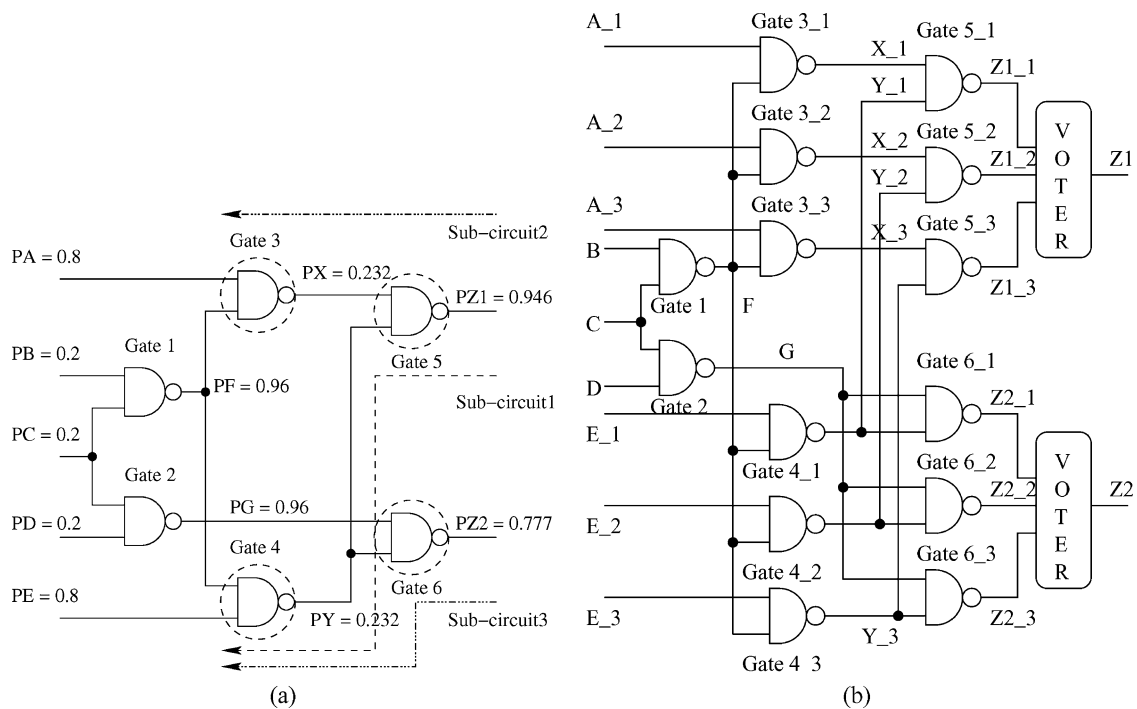 Sub-circuit2
Gate 3
PA = 0.8
PX = 0.232
PZ1 = 0.946
Gate 1
PB = 0.2
Gate 5
PF = 0.96
Sub-circuit1
PC = 0.2
Gate 2
PG = 0.96
PD = 0.2
PZ2 = 0.777
Gate 4
Gate 6
PE = 0.8
PY = 0.232
Sub-circuit3
(a)
A_1
Gate 3_1
Gate 5_1
X_1
Z1_1
Y_1
Gate 3_2
A_2
Gate 5_2
X_2
Z1_2
Y_2
VOTER
Z1
A_3
Gate 3_3
Gate 5_3
X_3
B
Z1_3
Gate 1
F
C
G
D
Gate 2
Gate 6_1
Z2_1
E_1
Gate 4_1
Gate 6_2
Z2_2
E_2
VOTER
Z2
Gate 4_2
Gate 6_3
E_3
Y_3
Z2_3
Gate 4_3
(b)